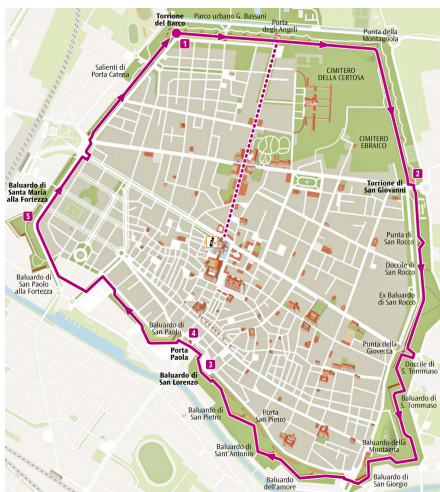 Torrione
del Barco
Parco urbano G. Bassani
Porta
degli Angeli
Punta della
Montagnola
1
Salienti di
Porta Catena
CIMITERO
DELLA CERTOSA
CIMITERO
EBRAICO
2
Torrione di
San Giovanni
Baluardo di
Santa Maria
alla Fortezza
5
Punta di
San Rocco
Doccile di
San Rocco
Baluardo di
San Paolo
alla Fortezza
Ex Baluardo
di San Rocco
Baluardo di
San Paolo
4
Porta
Paola
3
Punta della
Giovecca
Baluardo di
San Lorenzo
Doccile di
S. Tommaso
Baluardo di
S. Tommaso
Baluardo di
San Pietro
Porta
San Pietro
Baluardo di
Sant'Antonio
Baluardo della
Montagna
Baluardo
dell'amore
Baluardo di
San Giorgio